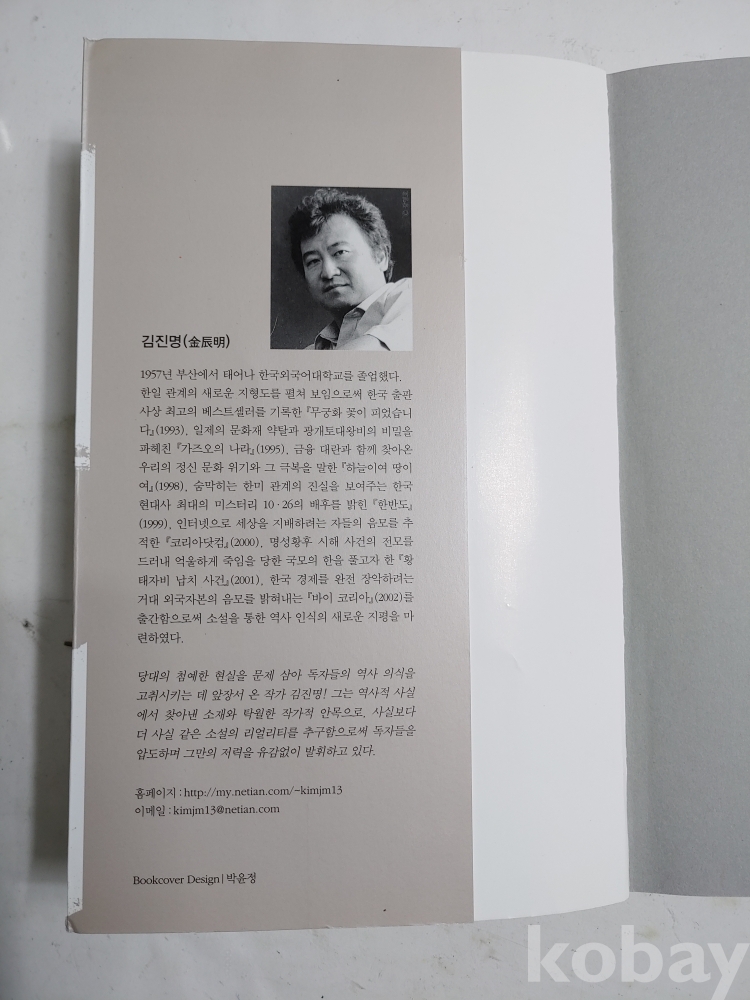 김진명(金辰明)
1957년 부산에서 태어나 한국외국어대학교를 졸업했다.
한일 관계의 새로운 지형도를 펼쳐 보임으로써 한국 출판
사상 최고의 베스트셀러를 기록한 『무궁화 꽃이 피었습니
다』(1993), 일제의 문화재 약탈과 광개토대왕비의 비밀을
파헤친 『가즈오의 나라』(1995), 금융 대란과 함께 찾아온
우리의 정신 문화 위기와 그 극복을 말한 『하늘이여 땅이
여』(1998), 숨막히는 한미 관계의 진실을 보여주는 한국
현대사 최대의 미스터리 10·26의 배후를 밝힌 『한반도』
(1999), 인터넷으로 세상을 지배하려는 자들의 음모를 추
적한 『코리아닷컴』(2000), 명성황후 시해 사건의 전모를
드러내 억울하게 죽임을 당한 국모의 한을 풀고자 한 『황
태자비 납치 사건』(2001), 한국 경제를 완전 장악하려는
거대 외국자본의 음모를 밝혀내는 『바이 코리아』(2002)를
출간함으로써 소설을 통한 역사 인식의 새로운 지평을 마
련하였다.
당대의 첨예한 현실을 문제 삼아 독자들의 역사 의식을
고취시키는 데 앞장서 온 작가 김진명! 그는 역사적 사실
에서 찾아낸 소재와 탁월한 작가적 안목으로, 사실보다
더 사실 같은 소설의 리얼리티를 추구함으로써 독자들을
압도하며 그만의 저력을 유감없이 발휘하고 있다.
홈페이지 : http://my.netian.com/~kimjm13
이메일 : kimjm13@netian.com
Bookcover Design | 박윤정
kobay